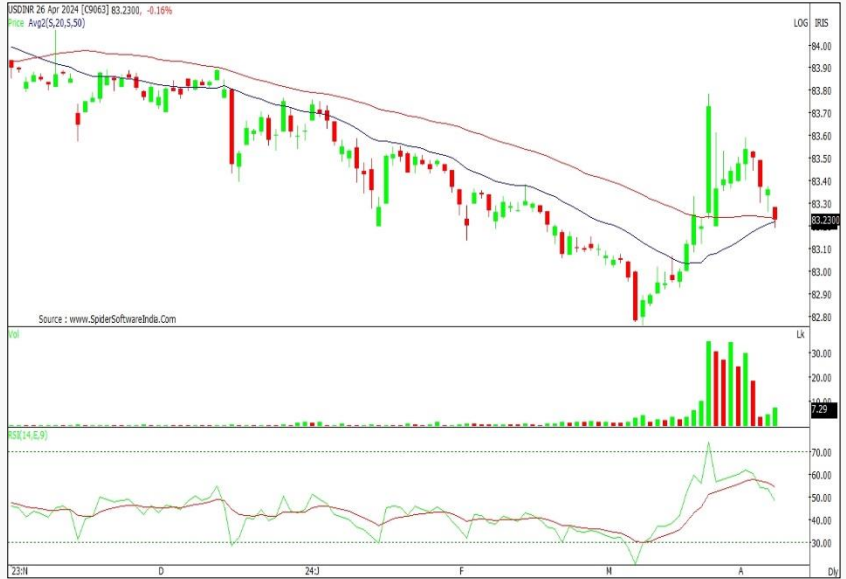 USDINR 26 Apr 2024 [C9063] 83.2300, -0.16%
Price Avg2(S,20,S,50)
LOG IRIS
84.00
83.90
83.80
83.70
83.60
83.50
83.40
83.30
83.2300
83.10
83.00
82.90
82.80
Source : www.SpiderSoftwareIndia.Com
Vol
Lk
30.00
20.00
10.00
7.29
RSI(14,E,9)
70.00
60.00
50.00
40.00
30.00
23:N D 24:J F M A Dly